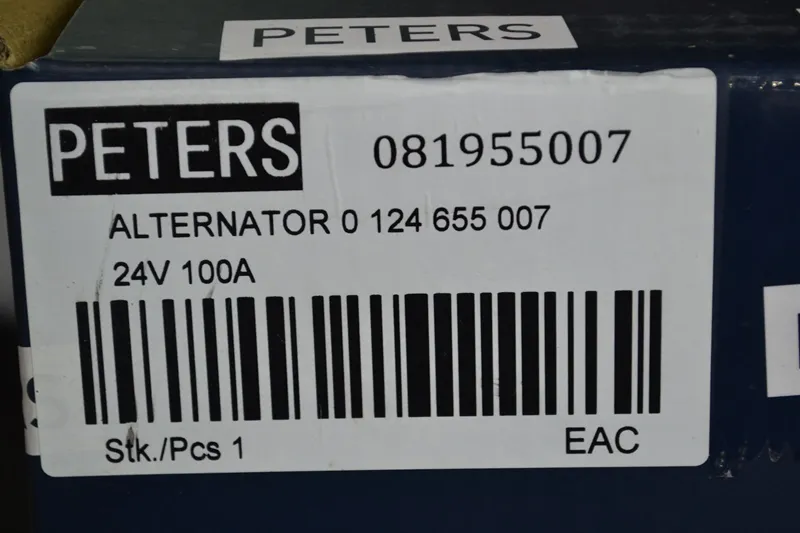 PETERS
PETERS 081955007
ALTERNATOR 0 124 655 007
24V 100A
Stk./Pcs 1 EAC